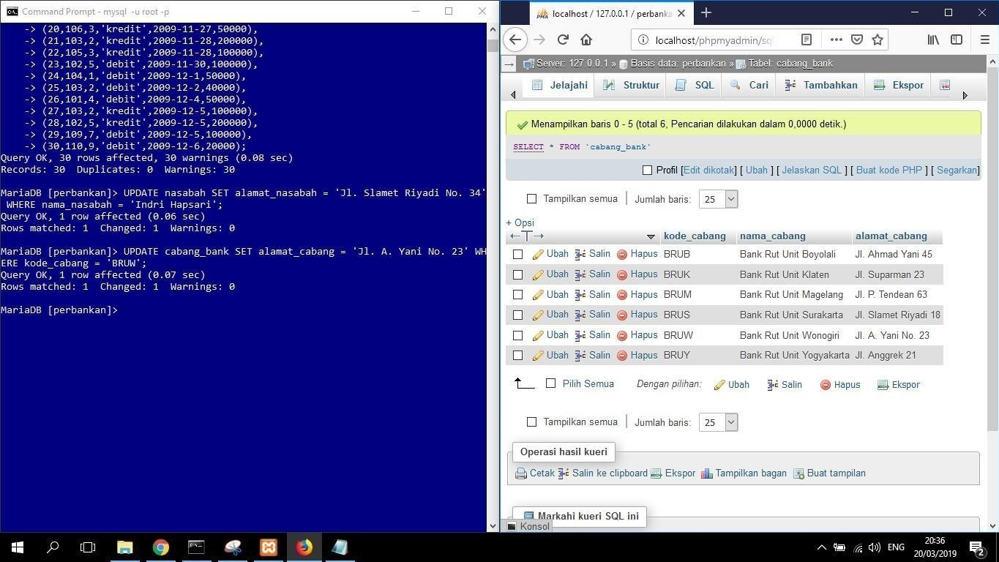 Command Prompt - mysql  -u root -p
    -> (20,106,3,'kredit',2009-11-27,50000),
    -> (21,103,2,'kredit',2009-11-28,200000),
    -> (22,105,3,'kredit',2009-11-28,100000),
    -> (23,102,5,'debit',2009-11-30,100000),
    -> (24,104,1,'debit',2009-12-1,50000),
    -> (25,103,2,'debit',2009-12-2,40000),
    -> (26,101,4,'debit',2009-12-4,50000),
    -> (27,103,2,'kredit',2009-12-5,100000),
    -> (28,102,5,'kredit',2009-12-5,200000),
    -> (29,109,7,'debit',2009-12-5,100000),
    -> (30,110,9,'debit',2009-12-6,20000);
Query OK, 30 rows affected, 30 warnings (0.08 sec)
Records: 30  Duplicates: 0  Warnings: 30
MariaDB [perbankan]> UPDATE nasabah SET alamat_nasabah = 'Jl. Slamet Riyadi No. 34'
 WHERE nama_nasabah = 'Indri Hapsari';
Query OK, 1 row affected (0.06 sec)
Rows matched: 1  Changed: 1  Warnings: 0
MariaDB [perbankan]> UPDATE cabang_bank SET alamat_cabang = 'Jl. A. Yani No. 23' WH
ERE kode_cabang = 'BRUW';
Query OK, 1 row affected (0.07 sec)
Rows matched: 1  Changed: 1  Warnings: 0
MariaDB [perbankan]>
PMA localhost / 127.0.0.1 / perbanka
localhost/phpmyadmin/sql
Server: 127.0.0.1 » Basis data: perbankan » Tabel: cabang_bank
Jelajahi Struktur SQL Cari Tambahkan Ekspor
Menampilkan baris 0 - 5 (total 6, Pencarian dilakukan dalam 0,0000 detik.)
SELECT * FROM `cabang_bank`
Profil [Edit dikotak] [ Ubah ] [ Jelaskan SQL ] [ Buat kode PHP ] [ Segarkan]
Tampilkan semua | Jumlah baris: 25
+ Opsi
←T→ kode_cabang nama_cabang alamat_cabang
Ubah Salin Hapus BRUB Bank Rut Unit Boyolali Jl. Ahmad Yani 45
Ubah Salin Hapus BRUK Bank Rut Unit Klaten Jl. Suparman 23
Ubah Salin Hapus BRUM Bank Rut Unit Magelang Jl. P. Tendean 63
Ubah Salin Hapus BRUS Bank Rut Unit Surakarta Jl. Slamet Riyadi 18
Ubah Salin Hapus BRUW Bank Rut Unit Wonogiri Jl. A. Yani No. 23
Ubah Salin Hapus BRUY Bank Rut Unit Yogyakarta Jl. Anggrek 21
Pilih Semua Dengan pilihan: Ubah Salin Hapus Ekspor
Tampilkan semua | Jumlah baris: 25
Operasi hasil kueri
Cetak Salin ke clipboard Ekspor Tampilkan bagan Buat tampilan
Markahi kueri SQL ini
Konsol
ENG 20:36
20/03/2019 2